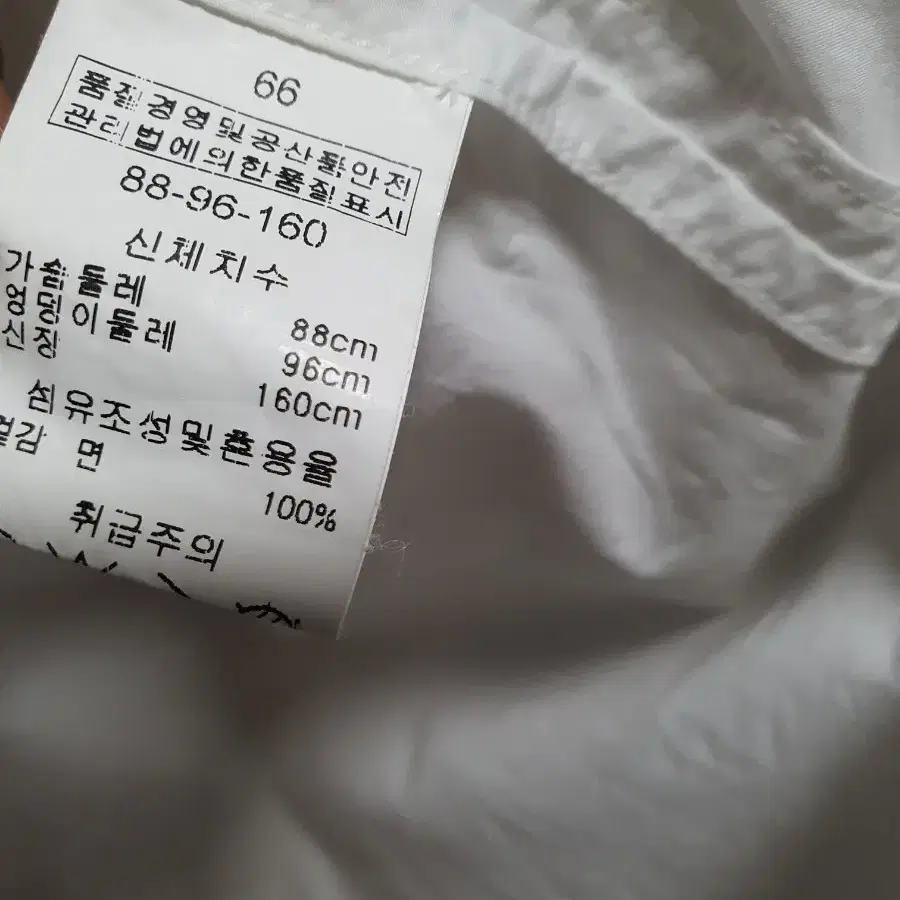 66
품질경영및공산품안전
관리법에의한품질표시
88-96-160
신체치수
가슴둘레 88cm
엉덩이둘레 96cm
신장 160cm
섬유조성및혼용율
겉감 면 100%
취급주의